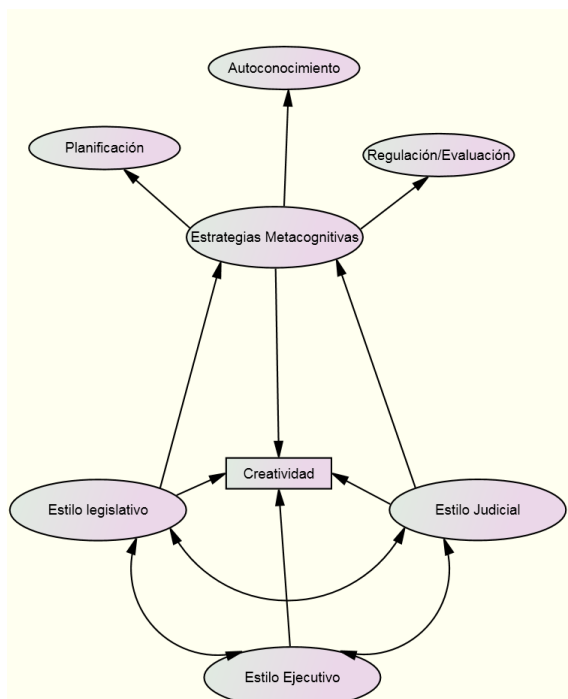 Autoconocimiento
Planificación
Regulación/Evaluación
Estrategias Metacognitivas
Creatividad
Estilo legislativo
Estilo Judicial
Estilo Ejecutivo